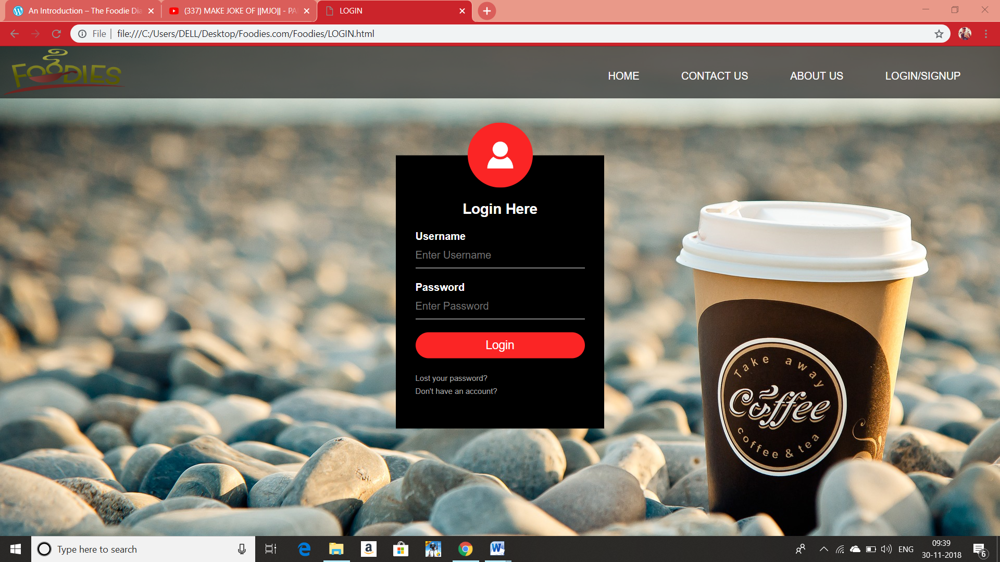 An Introduction – The Foodie Dia
(337) MAKE JOKE OF ||MJO|| - PA
LOGIN
File
file:///C:/Users/DELL/Desktop/Foodies.com/Foodies/LOGIN.html
FOODIES
HOME
CONTACT US
ABOUT US
LOGIN/SIGNUP
Login Here
Username
Enter Username
Password
Enter Password
Login
Lost your password?
Don't have an account?
Take away
Coffee
coffee & tea
Type here to search
ENG
09:39
30-11-2018
6